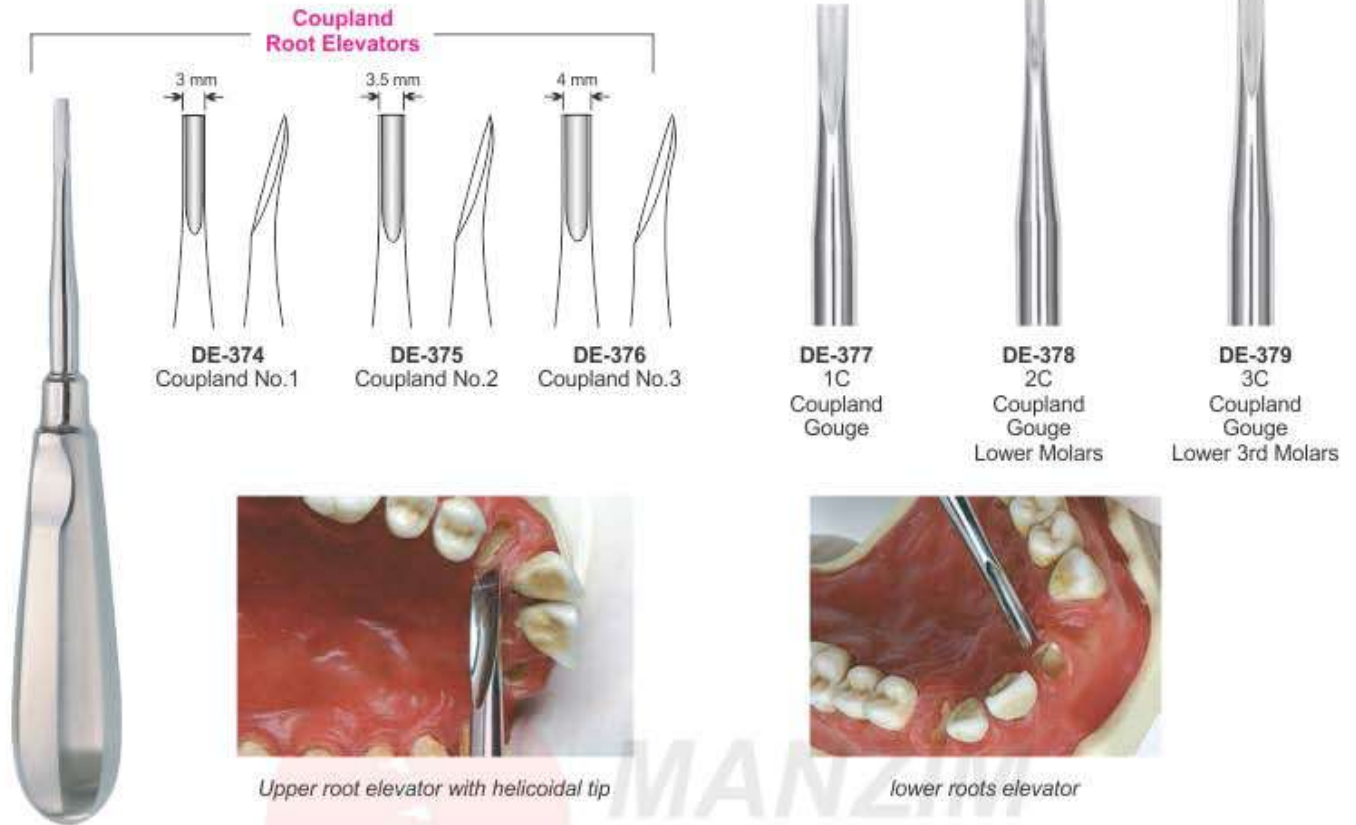 Coupland
Root Elevators
3 mm
3.5 mm
4 mm
DE-374
Coupland No.1
DE-375
Coupland No.2
DE-376
Coupland No.3
DE-377
1C
Coupland
Gouge
DE-378
2C
Coupland
Gouge
Lower Molars
DE-379
3C
Coupland
Gouge
Lower 3rd Molars
Upper root elevator with helicoidal tip
lower roots elevator
MANZIM